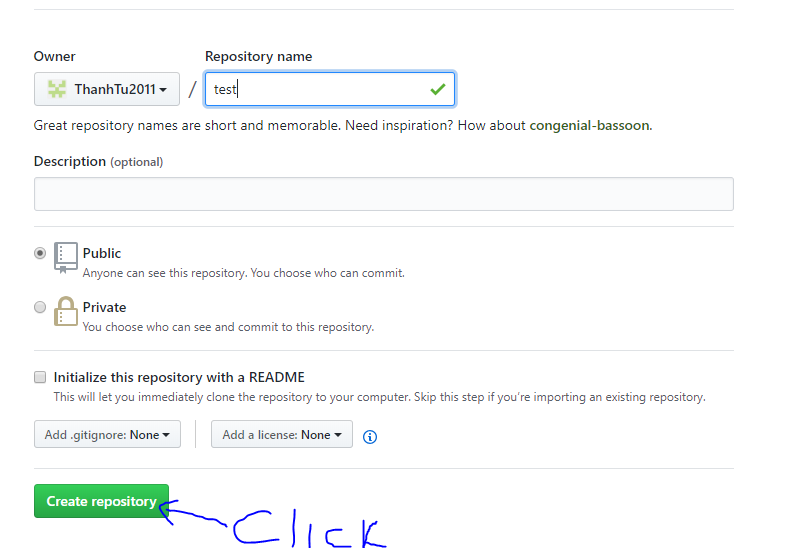 Owner Repository name
ThanhTu2011 / test
Great repository names are short and memorable. Need inspiration? How about congenial-bassoon.
Description (optional)
Public
Anyone can see this repository. You choose who can commit.
Private
You choose who can see and commit to this repository.
Initialize this repository with a README
This will let you immediately clone the repository to your computer. Skip this step if you’re importing an existing repository.
Add .gitignore: None Add a license: None
Create repository Click